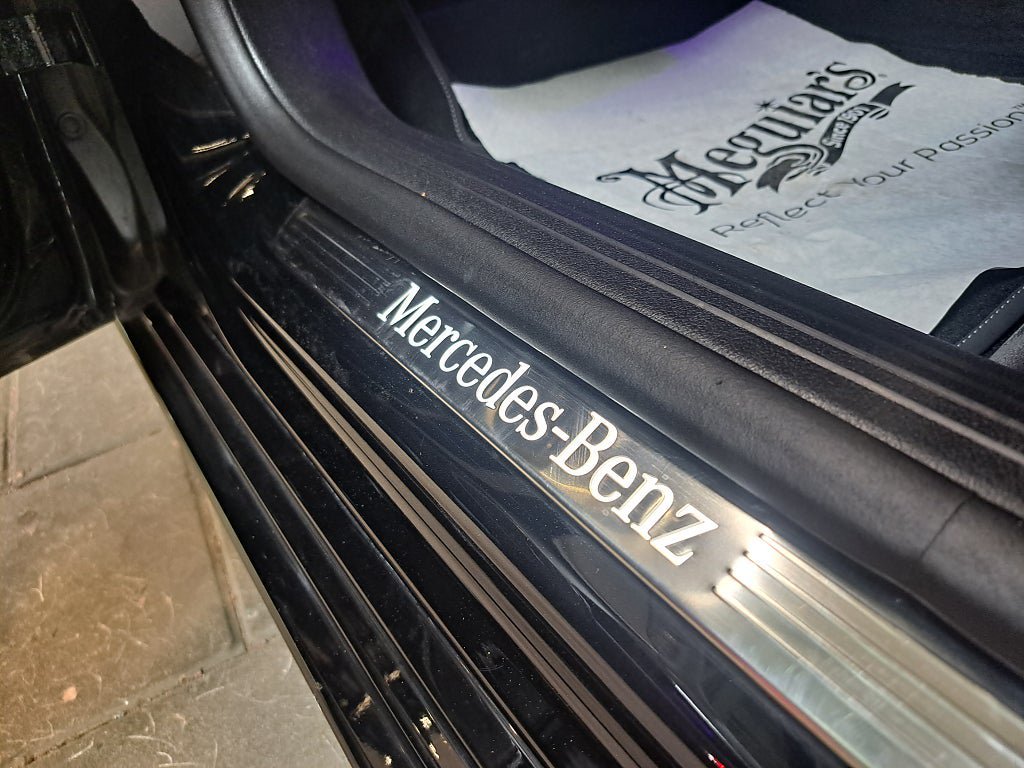 Meguiar's
Since 1901
Reflect Your Passion™
Mercedes-Benz